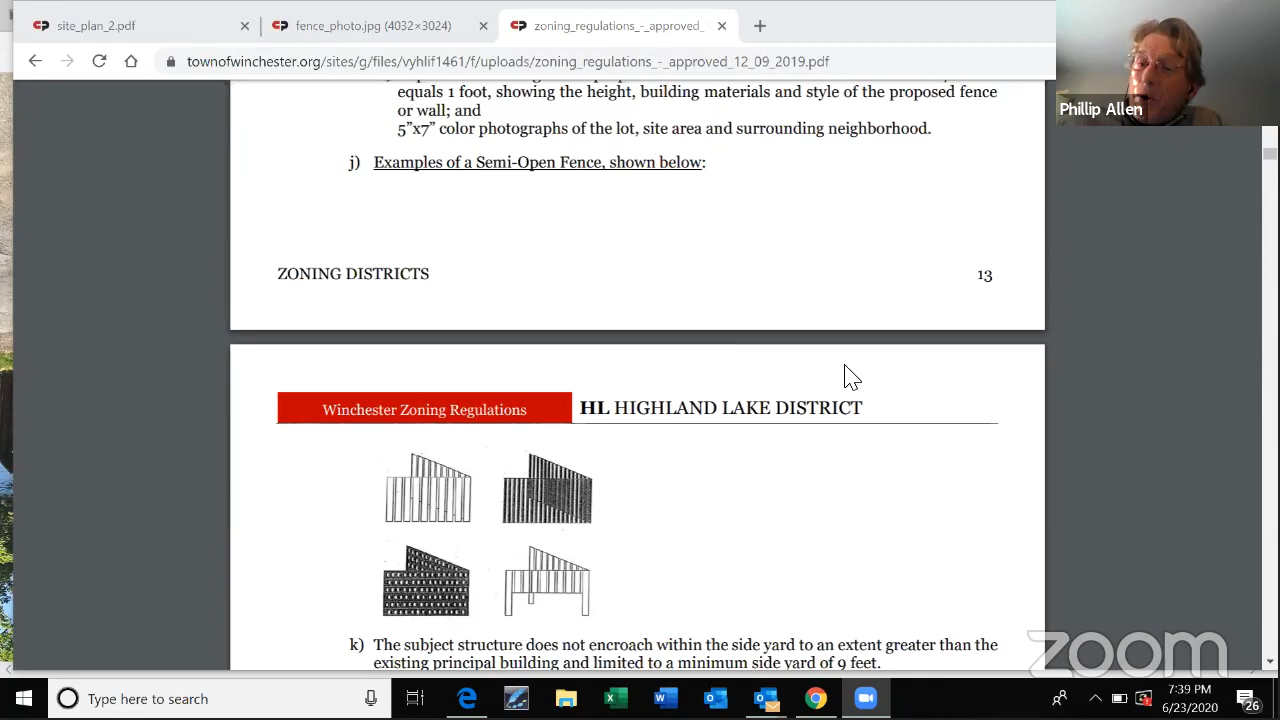 site_plan_2.pdf
fence_photo.jpg (4032×3024)
zoning_regulations_-_approved_
townofwinchester.org/sites/g/files/vyhlif1461/f/uploads/zoning_regulations_-_approved_12_09_2019.pdf
Phillip Allen
equals 1 foot, showing the height, building materials and style of the proposed fence
or wall; and
5”x7” color photographs of the lot, site area and surrounding neighborhood.
j) Examples of a Semi-Open Fence, shown below:
ZONING DISTRICTS 13
Winchester Zoning Regulations HL HIGHLAND LAKE DISTRICT
k) The subject structure does not encroach within the side yard to an extent greater than the
existing principal building and limited to a minimum side yard of 9 feet.
zoom
Type here to search
7:39 PM
6/23/2020
26